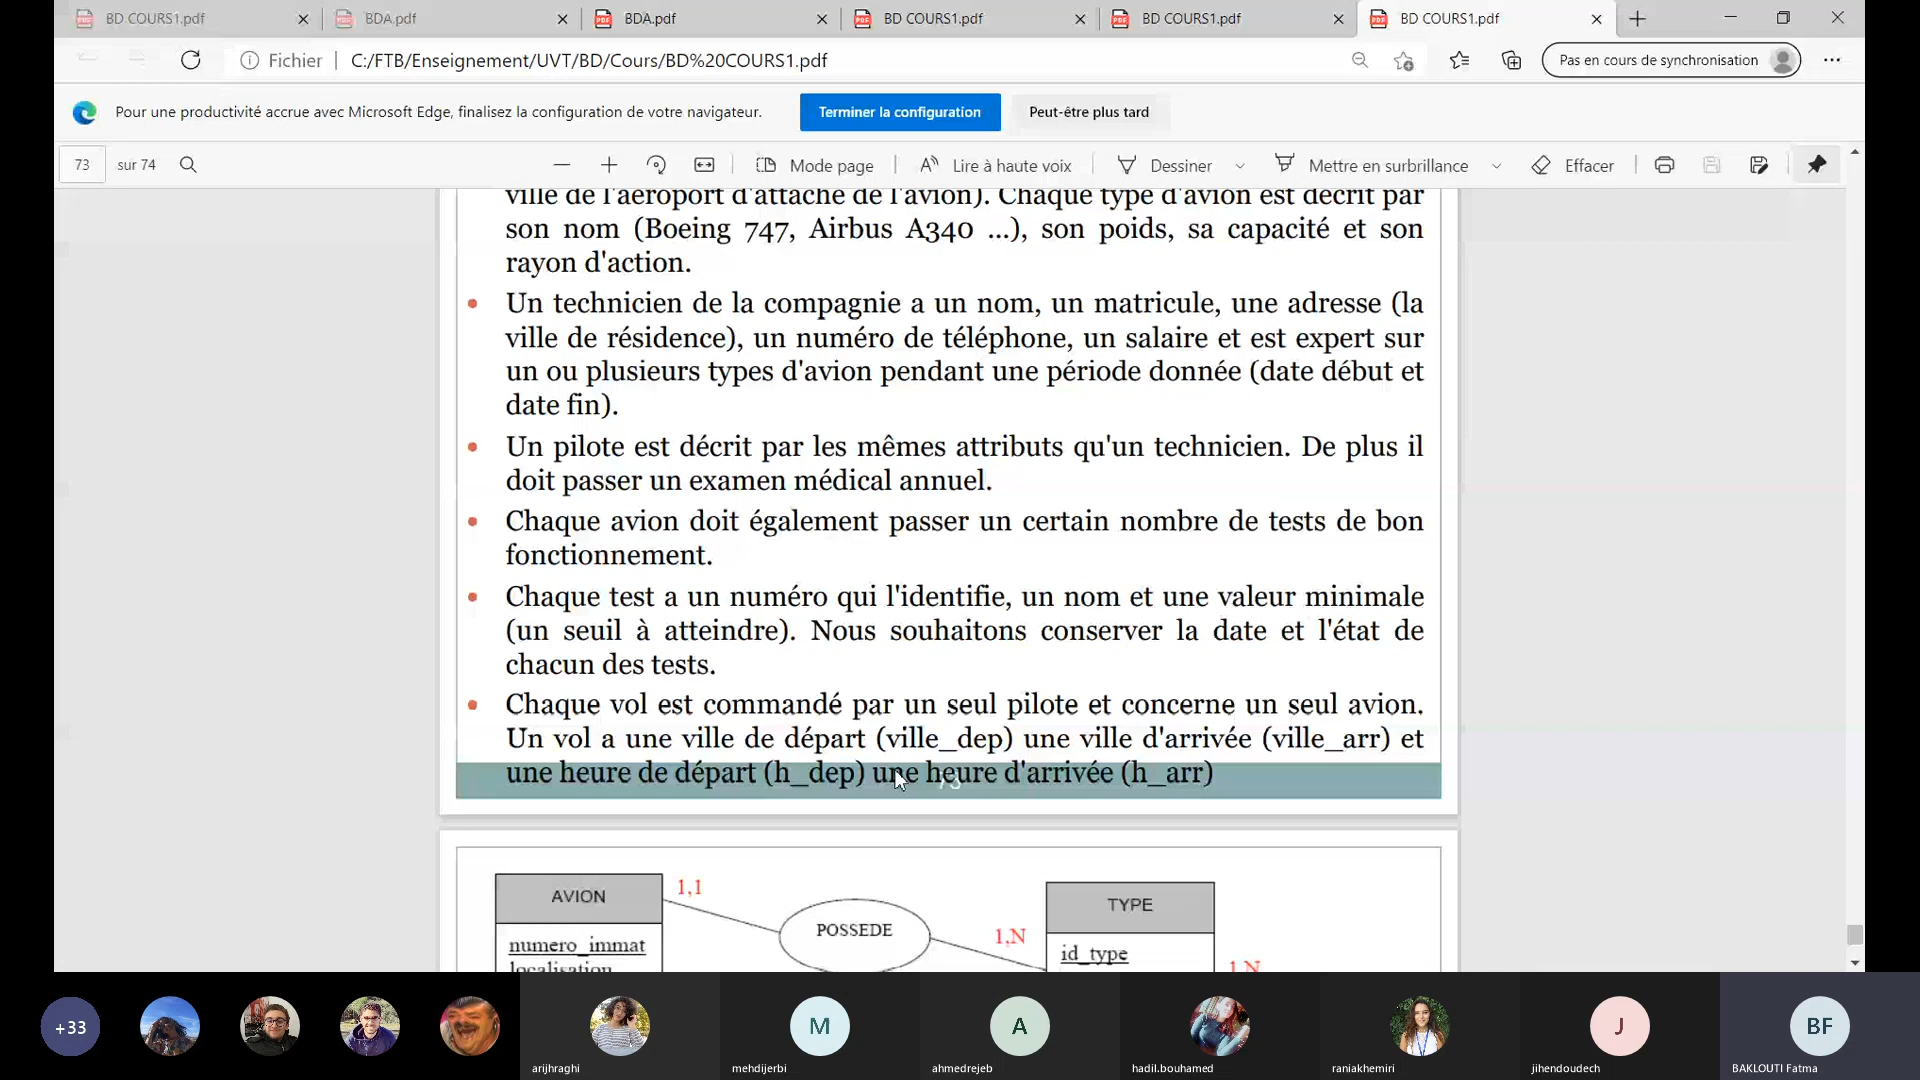 BD COURS1.pdf
BDA.pdf
BDA.pdf
BD COURS1.pdf
BD COURS1.pdf
BD COURS1.pdf
Fichier
C:/FTB/Enseignement/UVT/BD/Cours/BD%20COURS1.pdf
Pas en cours de synchronisation
Pour une productivité accrue avec Microsoft Edge, finalisez la configuration de votre navigateur.
Terminer la configuration
Peut-être plus tard
73 sur 74
Mode page
Lire à haute voix
Dessiner
Mettre en surbrillance
Effacer
ville de l'aéroport d'attache de l'avion). Chaque type d'avion est décrit par
son nom (Boeing 747, Airbus A340 ...), son poids, sa capacité et son
rayon d'action.
• Un technicien de la compagnie a un nom, un matricule, une adresse (la
ville de résidence), un numéro de téléphone, un salaire et est expert sur
un ou plusieurs types d'avion pendant une période donnée (date début et
date fin).
• Un pilote est décrit par les mêmes attributs qu'un technicien. De plus il
doit passer un examen médical annuel.
• Chaque avion doit également passer un certain nombre de tests de bon
fonctionnement.
• Chaque test a un numéro qui l'identifie, un nom et une valeur minimale
(un seuil à atteindre). Nous souhaitons conserver la date et l'état de
chacun des tests.
• Chaque vol est commandé par un seul pilote et concerne un seul avion.
Un vol a une ville de départ (ville_dep) une ville d'arrivée (ville_arr) et
une heure de départ (h_dep) une heure d'arrivée (h_arr)
73
AVION
1,1
POSSEDE
1,N
TYPE
numero_immat
localisation
id_type
1,N
+33
M
A
J
BF
arijhraghi
mehdijerbi
ahmedrejeb
hadil.bouhamed
raniakhemiri
jihendoudech
BAKLOUTI Fatma